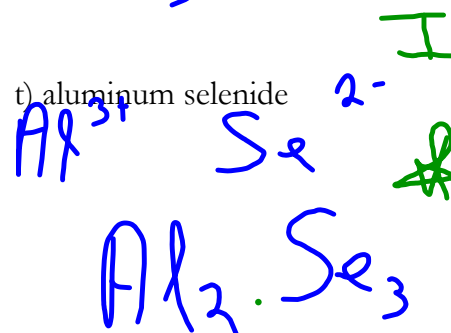 I
t) aluminum selenide
Al³⁺ Se²⁻
Al₂Se₃